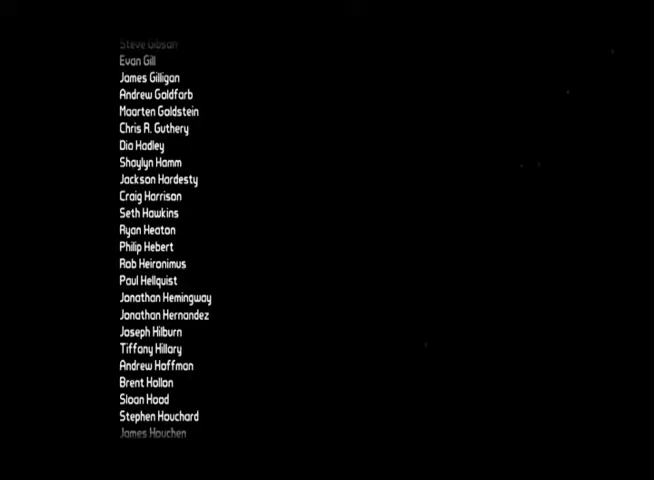 Steve Gibson
Evan Gill
James Gilligan
Andrew Goldfarb
Maarten Goldstein
Chris R. Guthery
Dia Hadley
Shaylyn Hamm
Jackson Hardesty
Craig Harrison
Seth Hawkins
Ryan Heaton
Philip Hebert
Rob Heironimus
Paul Hellquist
Jonathan Hemingway
Jonathan Hernandez
Joseph Hilburn
Tiffany Hillary
Andrew Hoffman
Brent Hollon
Sloan Hood
Stephen Houchard
James Houchen